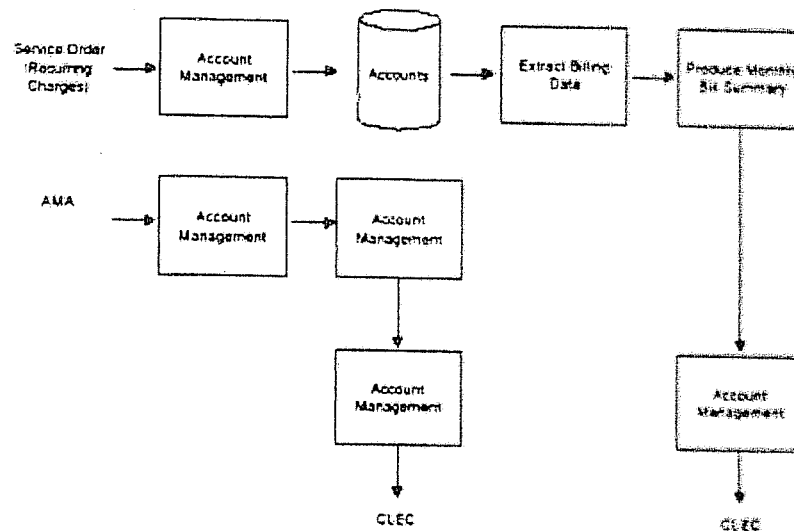 Service Order
(Recurring
Charges)
Account
Management
Accounts
Extract Billing
Data
Produce Monthly
Bill Summary
AMA
Account
Management
Account
Management
Account
Management
CLEC
Account
Management
CLEC